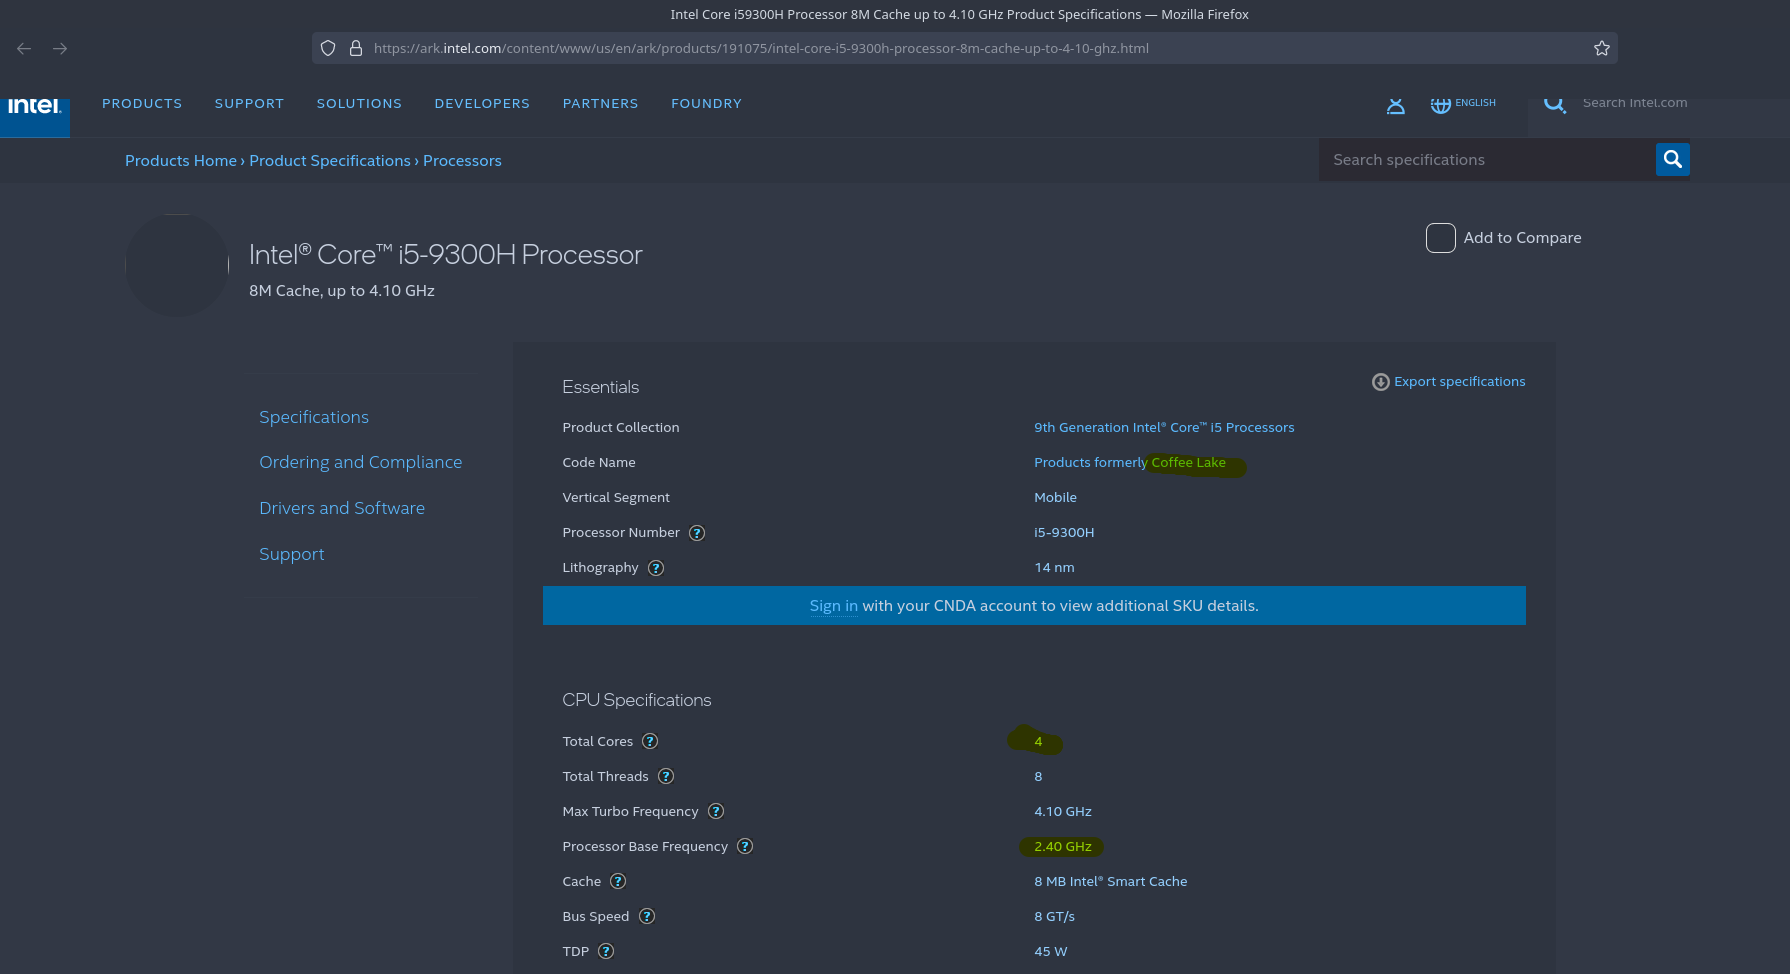 Intel Core i59300H Processor 8M Cache up to 4.10 GHz Product Specifications — Mozilla Firefox
https://ark.intel.com/content/www/us/en/ark/products/191075/intel-core-i5-9300h-processor-8m-cache-up-to-4-10-ghz.html
intel. PRODUCTS SUPPORT SOLUTIONS DEVELOPERS PARTNERS FOUNDRY ENGLISH Search Intel.com
Products Home › Product Specifications › Processors Search specifications
Intel® Core™ i5-9300H Processor
Add to Compare
8M Cache, up to 4.10 GHz
Specifications
Ordering and Compliance
Drivers and Software
Support
Essentials
Export specifications
Product Collection 9th Generation Intel® Core™ i5 Processors
Code Name Products formerly Coffee Lake
Vertical Segment Mobile
Processor Number ? i5-9300H
Lithography ? 14 nm
Sign in with your CNDA account to view additional SKU details.
CPU Specifications
Total Cores ? 4
Total Threads ? 8
Max Turbo Frequency ? 4.10 GHz
Processor Base Frequency ? 2.40 GHz
Cache ? 8 MB Intel® Smart Cache
Bus Speed ? 8 GT/s
TDP ? 45 W